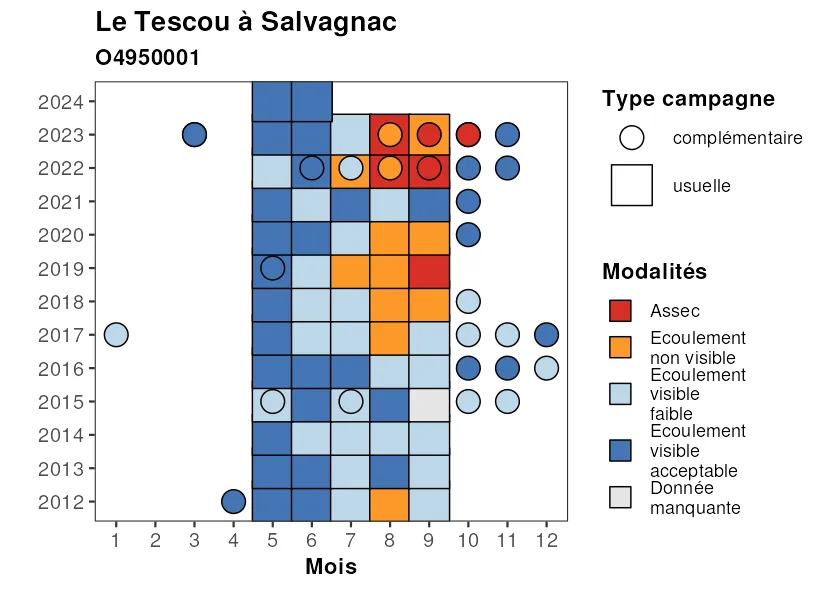 Le Tescou à Salvagnac
O4950001
2024
2023
2022
2021
2020
2019
2018
2017
2016
2015
2014
2013
2012
1 2 3 4 5 6 7 8 9 10 11 12
Mois
Type campagne
complémentaire
usuelle
Modalités
Assec
Ecoulement
non visible
Ecoulement
visible
faible
Ecoulement
visible
acceptable
Donnée
manquante